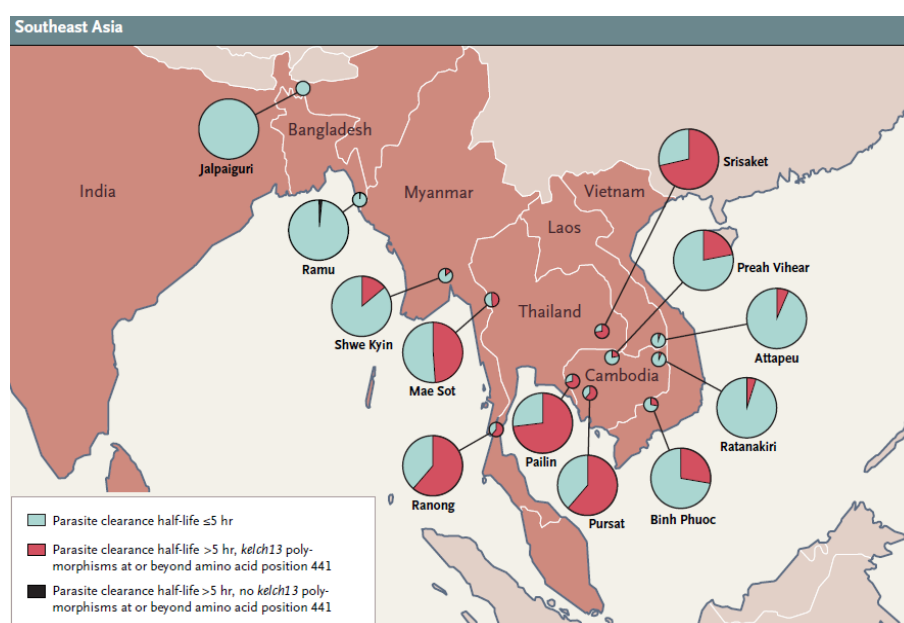 Southeast Asia
Srisaket
Bangladesh
Jalpaiguri
India
Myanmar
Vietnam
Laos
Preah Vihear
Ramu
Thailand
Shwe Kyin
Attapeu
Mae Sot
Cambodia
Ratanakiri
Pailin
Ranong
Pursat
Binh Phuoc
Parasite clearance half-life ≤5 hr
Parasite clearance half-life >5 hr, kelch13 poly-
morphisms at or beyond amino acid position 441
Parasite clearance half-life >5 hr, no kelch13 poly-
morphisms at or beyond amino acid position 441